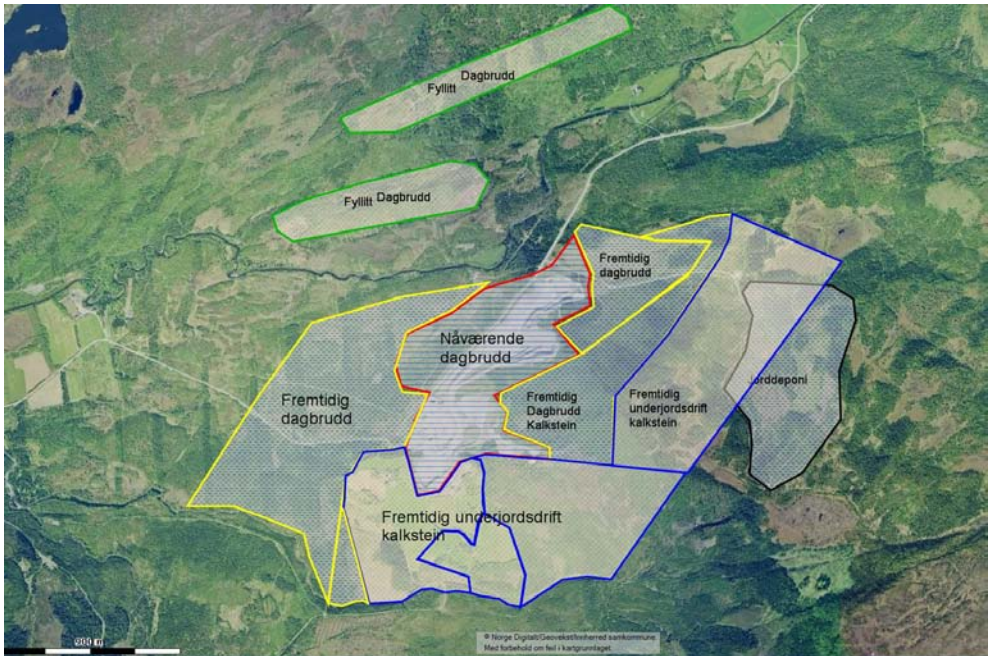 Dagbrudd
Fyllitt
Dagbrudd
Fyllitt
Fremtidig
dagbrudd
Nåværende
dagbrudd
Fremtidig
dagbrudd
Fremtidig
Dagbrudd
Kalkstein
Fremtidig
underjordsdrift
kalkstein
Jorddeponi
Fremtidig underjordsdrift
kalkstein
900 m
© Norge Digitalt/Geovekst/Innherred samkommune.
Med forbehold om feil i kartgrunnlaget.